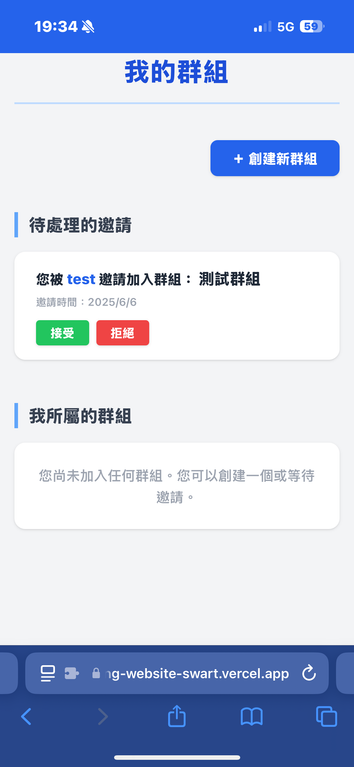 19:34
5G 59
我的群組
+ 創建新群組
待處理的邀請
您被 test 邀請加入群組： 測試群組
邀請時間：2025/6/6
接受 拒絕
我所屬的群組
您尚未加入任何群組。您可以創建一個或等待
邀請。
g-website-swart.vercel.app